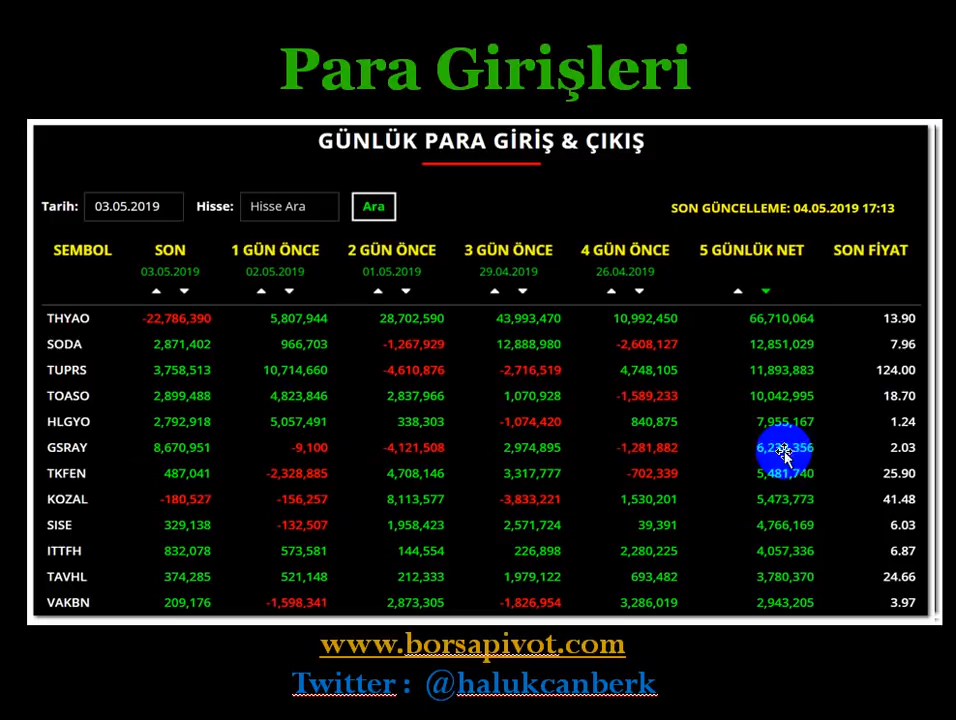 Para Girişleri
GÜNLÜK PARA GİRİŞ & ÇIKIŞ
Tarih: 03.05.2019 Hisse: Hisse Ara Ara SON GÜNCELLEME: 04.05.2019 17:13
SEMBOL SON 1 GÜN ÖNCE 2 GÜN ÖNCE 3 GÜN ÖNCE 4 GÜN ÖNCE 5 GÜNLÜK NET SON FİYAT
03.05.2019 02.05.2019 01.05.2019 29.04.2019 26.04.2019
THYAO -22,786,390 5,807,944 28,702,590 43,993,470 10,992,450 66,710,064 13.90
SODA 2,871,402 966,703 -1,267,929 12,888,980 -2,608,127 12,851,029 7.96
TUPRS 3,758,513 10,714,660 -4,610,876 -2,716,519 4,748,105 11,893,883 124.00
TOASO 2,899,488 4,823,846 2,837,966 1,070,928 -1,589,233 10,042,995 18.70
HLGYO 2,792,918 5,057,491 338,303 -1,074,420 840,875 7,955,167 1.24
GSRAY 8,670,951 -9,100 -4,121,508 2,974,895 -1,281,882 2.03
TKFEN 487,041 -2,328,885 4,708,146 3,317,777 -702,339 5,481,740 25.90
KOZAL -180,527 -156,257 8,113,577 -3,833,221 1,530,201 5,473,773 41.48
SISE 329,138 -132,507 1,958,423 2,571,724 39,391 4,766,169 6.03
ITTFH 832,078 573,581 144,554 226,898 2,280,225 4,057,336 6.87
TAVHL 374,285 521,148 212,333 1,979,122 693,482 3,780,370 24.66
VAKBN 209,176 -1,598,341 2,873,305 -1,826,954 3,286,019 2,943,205 3.97
www.borsapivot.com
Twitter : @halukcanberk